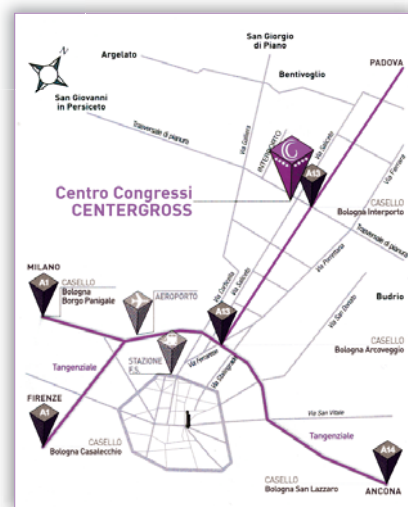 San Giorgio
di Piano
Argelato
PADOVA
N
Bentivoglio
San Giovanni
in Persiceto
Trasversale di pianura
Via Galliera
INTERPORTO
Via Saliceto
Via Ferrara
A13
Centro Congressi
CENTERGROSS
CASELLO
Bologna Interporto
Trasversale di pianura
MILANO
CASELLO
Bologna
Borgo Panigale
A1
AEROPORTO
Via Corticella
Via Saliceto
Via Porrettana
Budrio
A13
Via San Donato
STAZIONE
F.S.
Via Ferrarese
Via Stalingrado
CASELLO
Bologna Arcoveggio
Tangenziale
FIRENZE
A1
Via San Vitale
Tangenziale
CASELLO
Bologna Casalecchio
A14
CASELLO
Bologna San Lazzaro
ANCONA